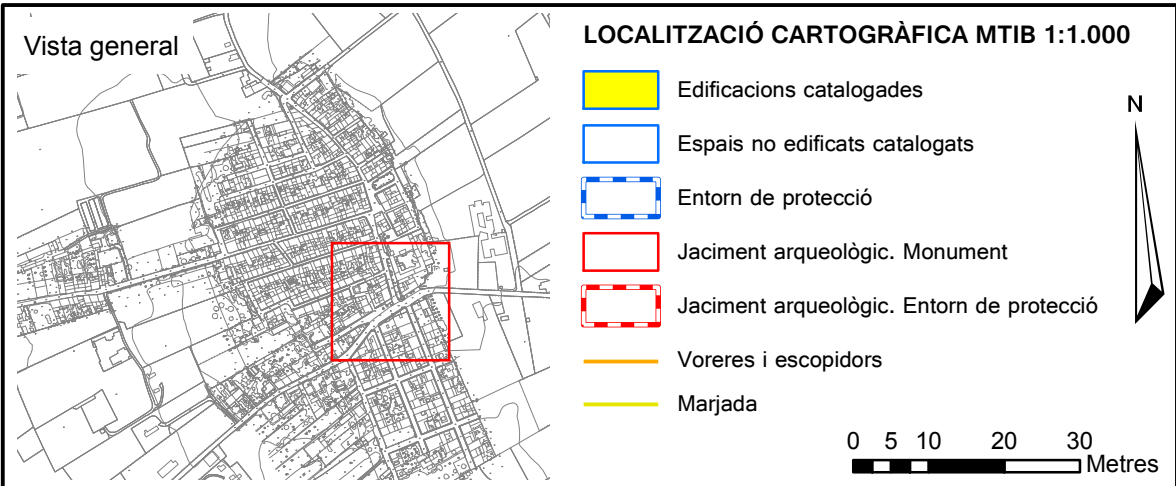 Vista general
LOCALITZACIÓ CARTOGRÀFICA MTIB 1:1.000
Edificacions catalogades
Espais no edificats catalogats
Entorn de protecció
Jaciment arqueològic. Monument
Jaciment arqueològic. Entorn de protecció
Voreres i escopidors
Marjada
N
0 5 10 20 30
Metres